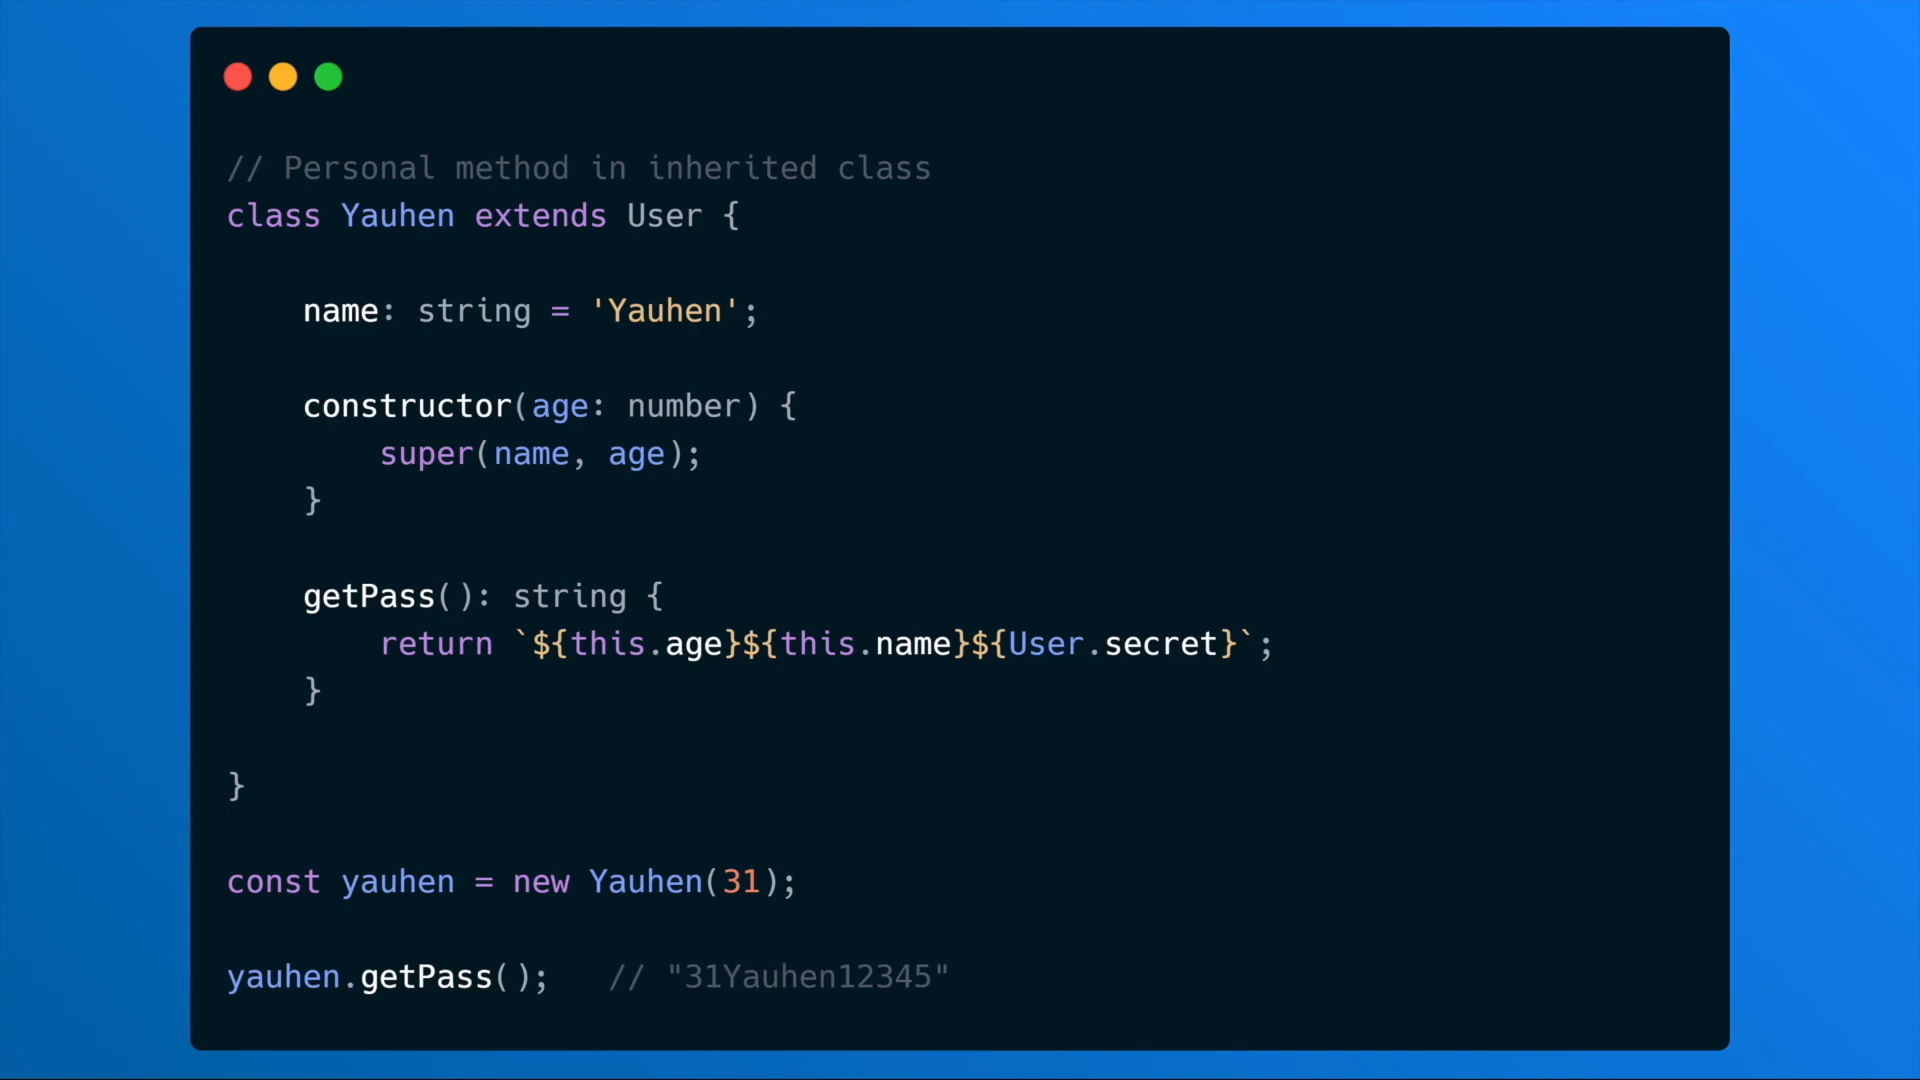 // Personal method in inherited class
class Yauhen extends User {
name: string = 'Yauhen';
constructor(age: number) {
super(name, age);
}
getPass(): string {
return `${this.age}${this.name}${User.secret}`;
}
}
const yauhen = new Yauhen(31);
yauhen.getPass();   // "31Yauhen12345"